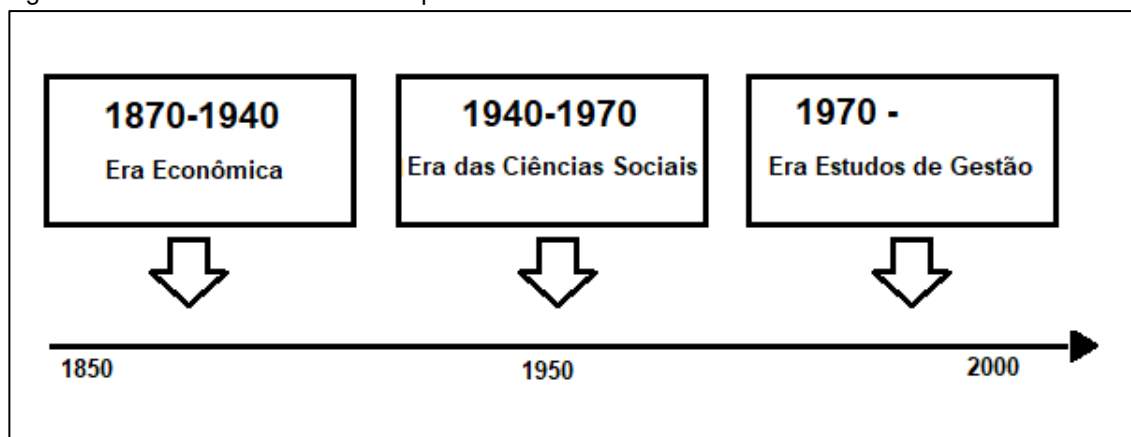 1870-1940
Era Econômica
1940-1970
Era das Ciências Sociais
1970 -
Era Estudos de Gestão
1850
1950
2000